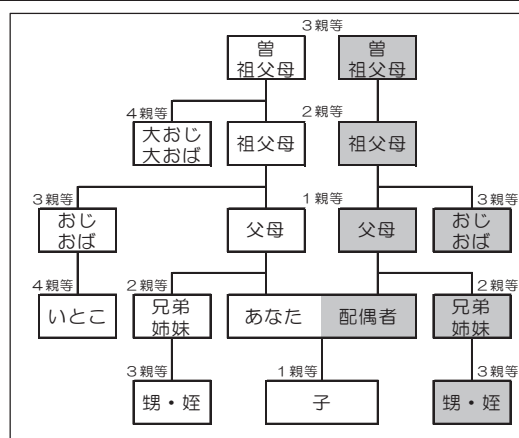 3親等
曽
祖父母
曽
祖父母
4親等
大おじ
大おば
祖父母
2親等
祖父母
3親等
おじ
おば
父母
1親等
父母
3親等
おじ
おば
4親等
いとこ
2親等
兄弟
姉妹
あなた
配偶者
2親等
兄弟
姉妹
3親等
甥・姪
1親等
子
3親等
甥・姪